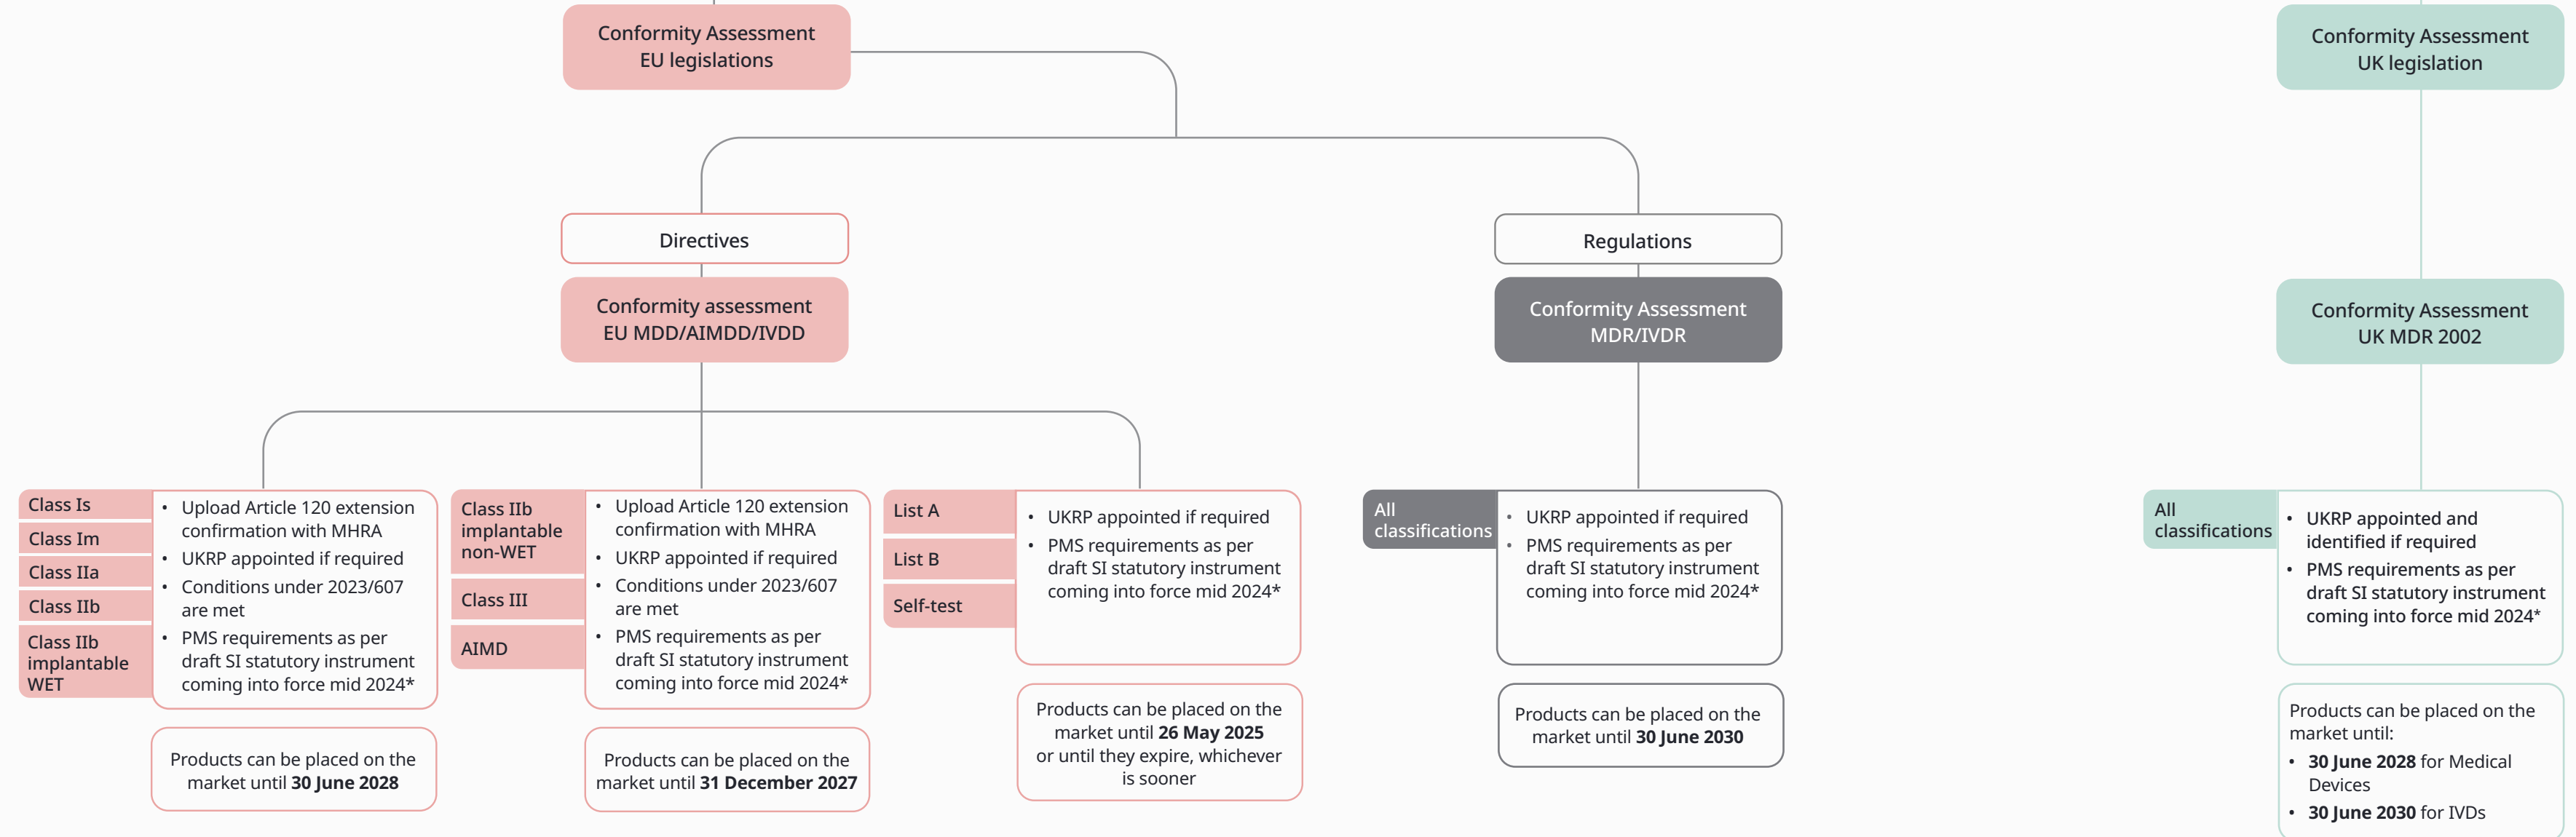 Conformity Assessment
EU legislations
Conformity Assessment
UK legislation
Directives
Regulations
Conformity assessment
EU MDD/AIMDD/IVDD
Conformity Assessment
MDR/IVDR
Conformity Assessment
UK MDR 2002
Class Is
Class Im
Class IIa
Class IIb
Class IIb
implantable
WET
• Upload Article 120 extension
confirmation with MHRA
• UKRP appointed if required
• Conditions under 2023/607
are met
• PMS requirements as per
draft SI statutory instrument
coming into force mid 2024*
Products can be placed on the
market until 30 June 2028
Class IIb
implantable
non-WET
Class III
AIMD
• Upload Article 120 extension
confirmation with MHRA
• UKRP appointed if required
• Conditions under 2023/607
are met
• PMS requirements as per
draft SI statutory instrument
coming into force mid 2024*
Products can be placed on the
market until 31 December 2027
List A
List B
Self-test
• UKRP appointed if required
• PMS requirements as per
draft SI statutory instrument
coming into force mid 2024*
Products can be placed on the
market until 26 May 2025
or until they expire, whichever
is sooner
All
classifications
• UKRP appointed if required
• PMS requirements as per
draft SI statutory instrument
coming into force mid 2024*
Products can be placed on the
market until 30 June 2030
All
classifications
• UKRP appointed and
identified if required
• PMS requirements as per
draft SI statutory instrument
coming into force mid 2024*
Products can be placed on the
market until:
• 30 June 2028 for Medical
Devices
• 30 June 2030 for IVDs